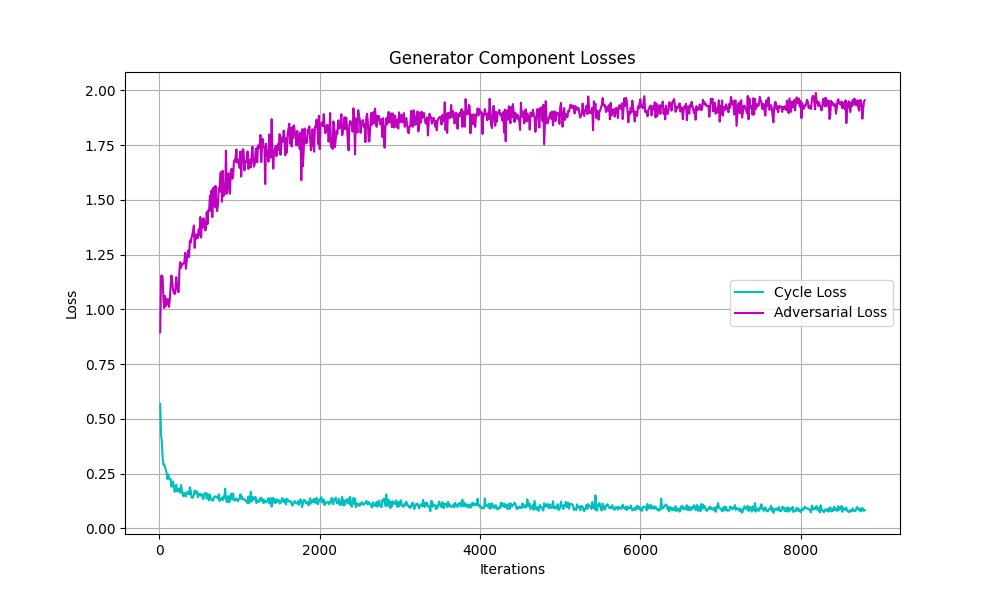 Generator Component Losses
2.00
1.75
1.50
1.25
1.00
0.75
0.50
0.25
0.00
Loss
Cycle Loss
Adversarial Loss
0
2000
4000
6000
8000
Iterations